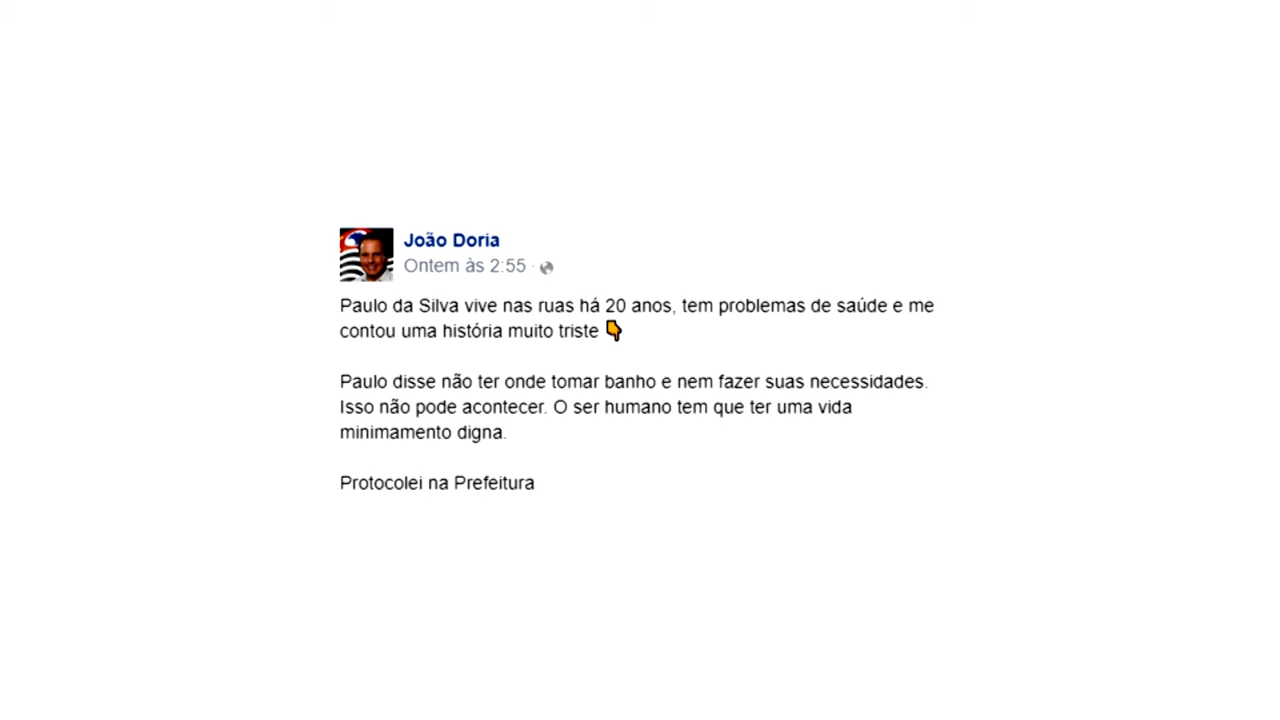 João Doria
Ontem às 2:55 ·
Paulo da Silva vive nas ruas há 20 anos, tem problemas de saúde e me
contou uma história muito triste 👇
Paulo disse não ter onde tomar banho e nem fazer suas necessidades.
Isso não pode acontecer. O ser humano tem que ter uma vida
minimamento digna.
Protocolei na Prefeitura